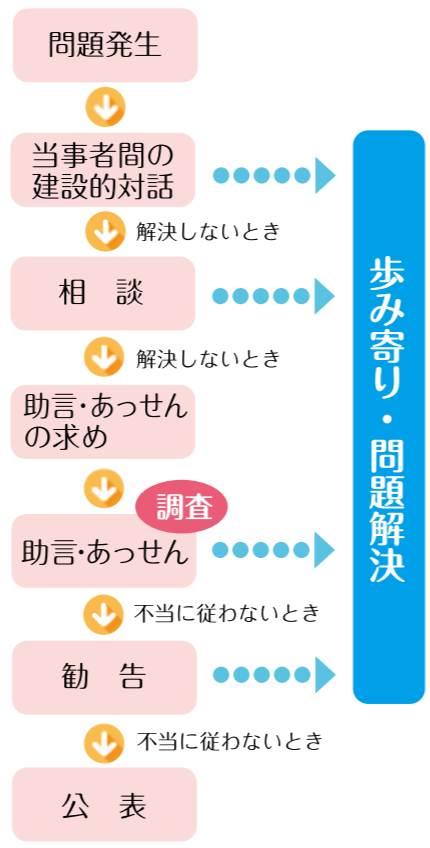 問題発生
当事者間の
建設的対話
解決しないとき
相　談
解決しないとき
助言・あっせん
の求め
調査
助言・あっせん
不当に従わないとき
勧　告
不当に従わないとき
公　表
歩み寄り・問題解決